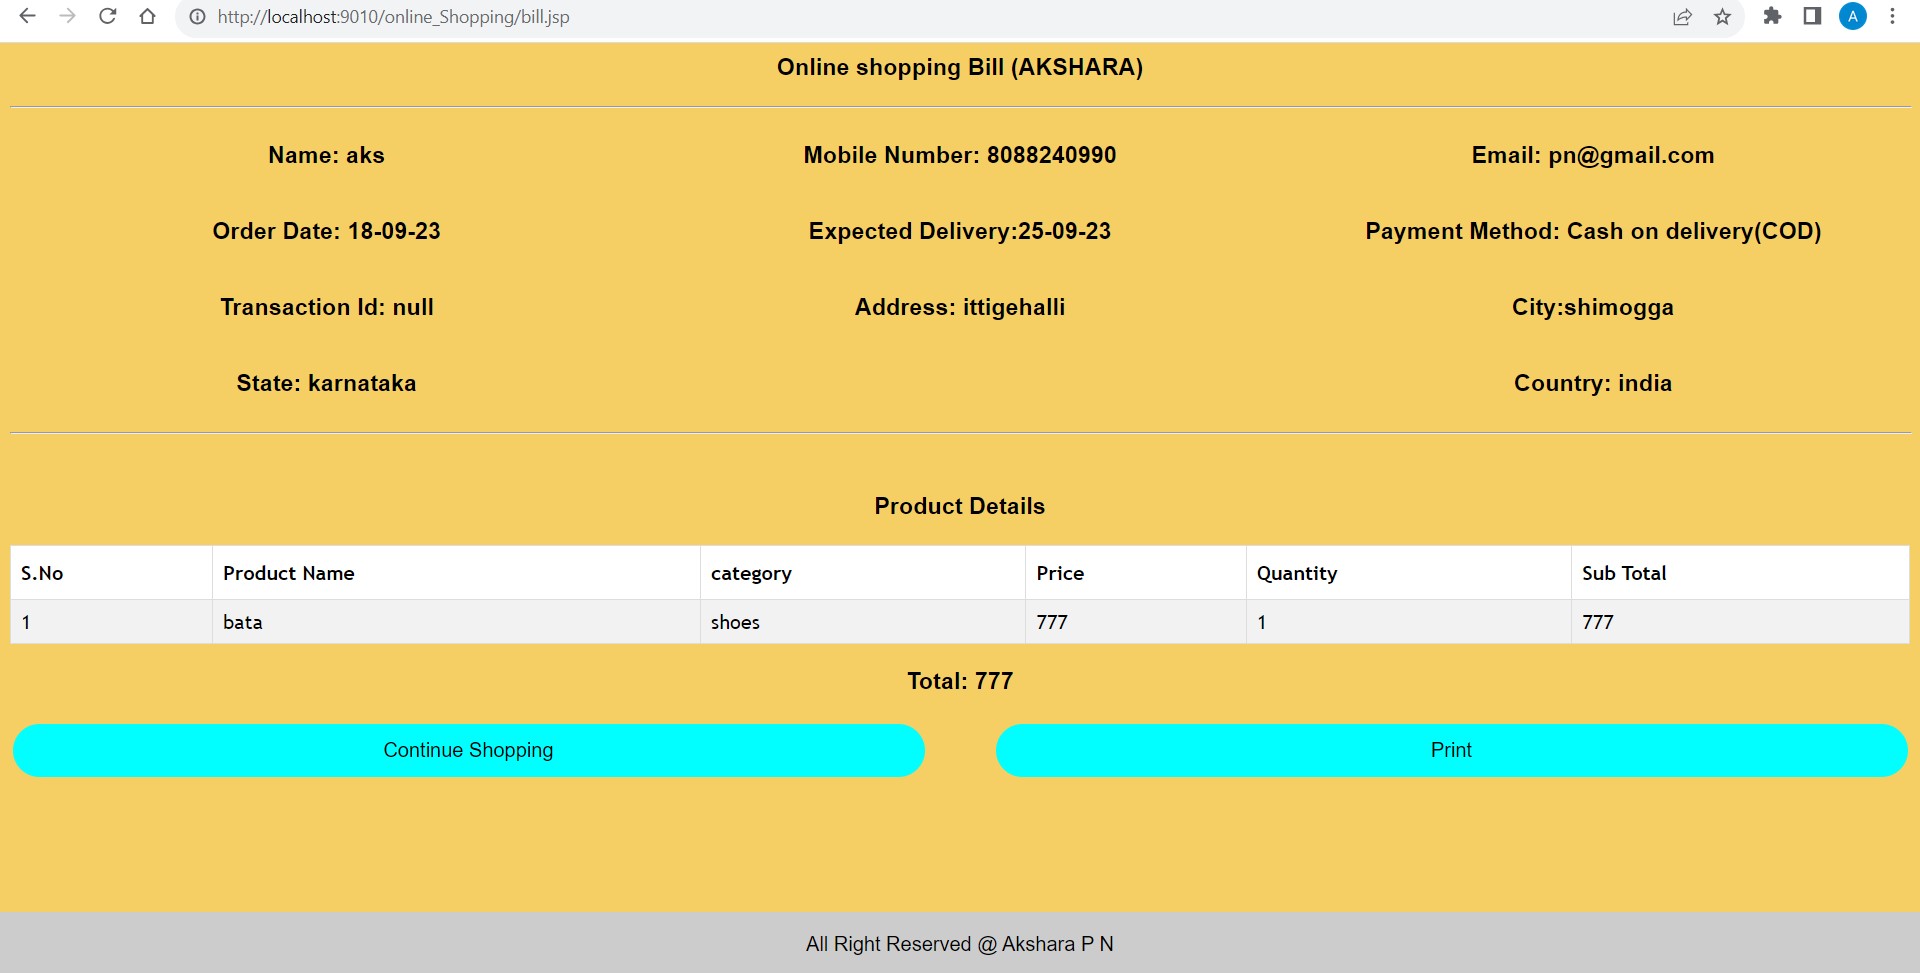 http://localhost:9010/online_Shopping/bill.jsp
A
Online shopping Bill (AKSHARA)
Name: aks Mobile Number: 8088240990 Email: pn@gmail.com
Order Date: 18-09-23 Expected Delivery:25-09-23 Payment Method: Cash on delivery(COD)
Transaction Id: null Address: ittigehalli City:shimogga
State: karnataka Country: india
Product Details
S.No Product Name category Price Quantity Sub Total
1 bata shoes 777 1 777
Total: 777
Continue Shopping Print
All Right Reserved @ Akshara P N